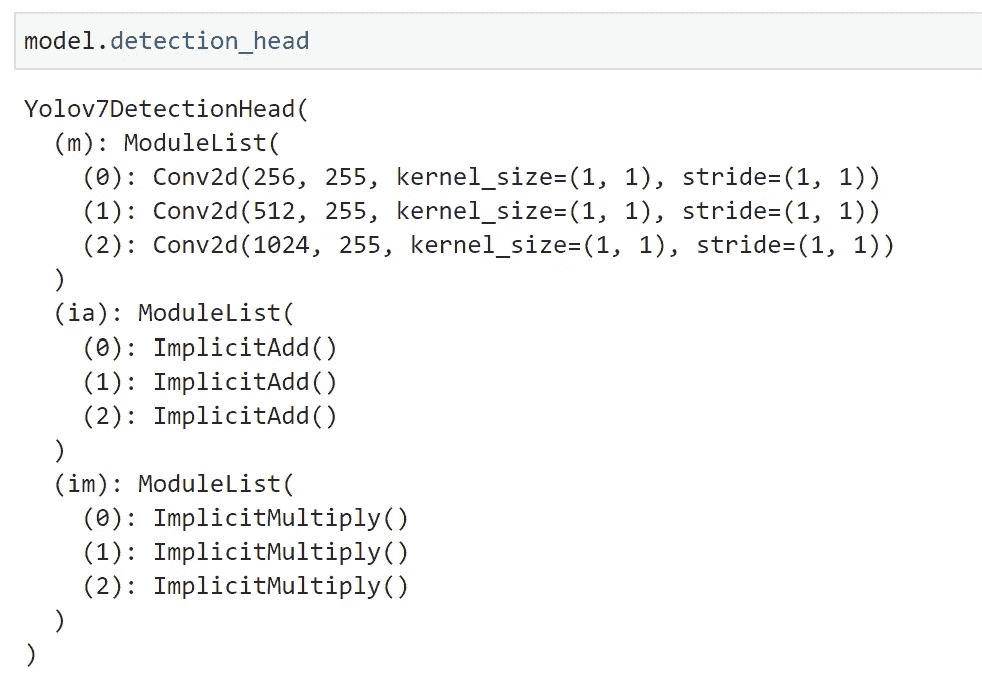 model.detection_head
Yolov7DetectionHead(
  (m): ModuleList(
    (0): Conv2d(256, 255, kernel_size=(1, 1), stride=(1, 1))
    (1): Conv2d(512, 255, kernel_size=(1, 1), stride=(1, 1))
    (2): Conv2d(1024, 255, kernel_size=(1, 1), stride=(1, 1))
  )
  (ia): ModuleList(
    (0): ImplicitAdd()
    (1): ImplicitAdd()
    (2): ImplicitAdd()
  )
  (im): ModuleList(
    (0): ImplicitMultiply()
    (1): ImplicitMultiply()
    (2): ImplicitMultiply()
  )
)